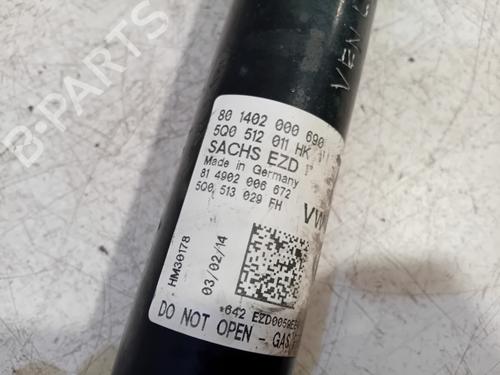 80 1402 000 690
5Q0 512 011 HK
SACHS EZD
Made in Germany
81 4902 006 672
5Q0 513 029 FH
VW
HM30178
03/02/14
DO NOT OPEN - GAS
B-PARTS